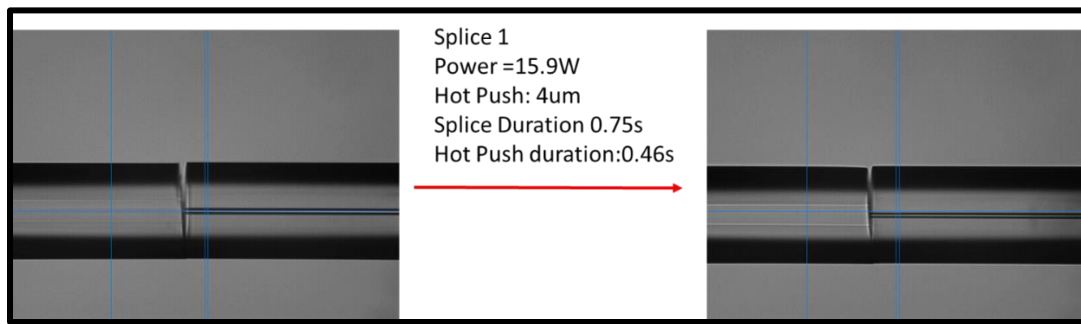 Splice 1
Power =15.9W
Hot Push: 4um
Splice Duration 0.75s
Hot Push duration:0.46s